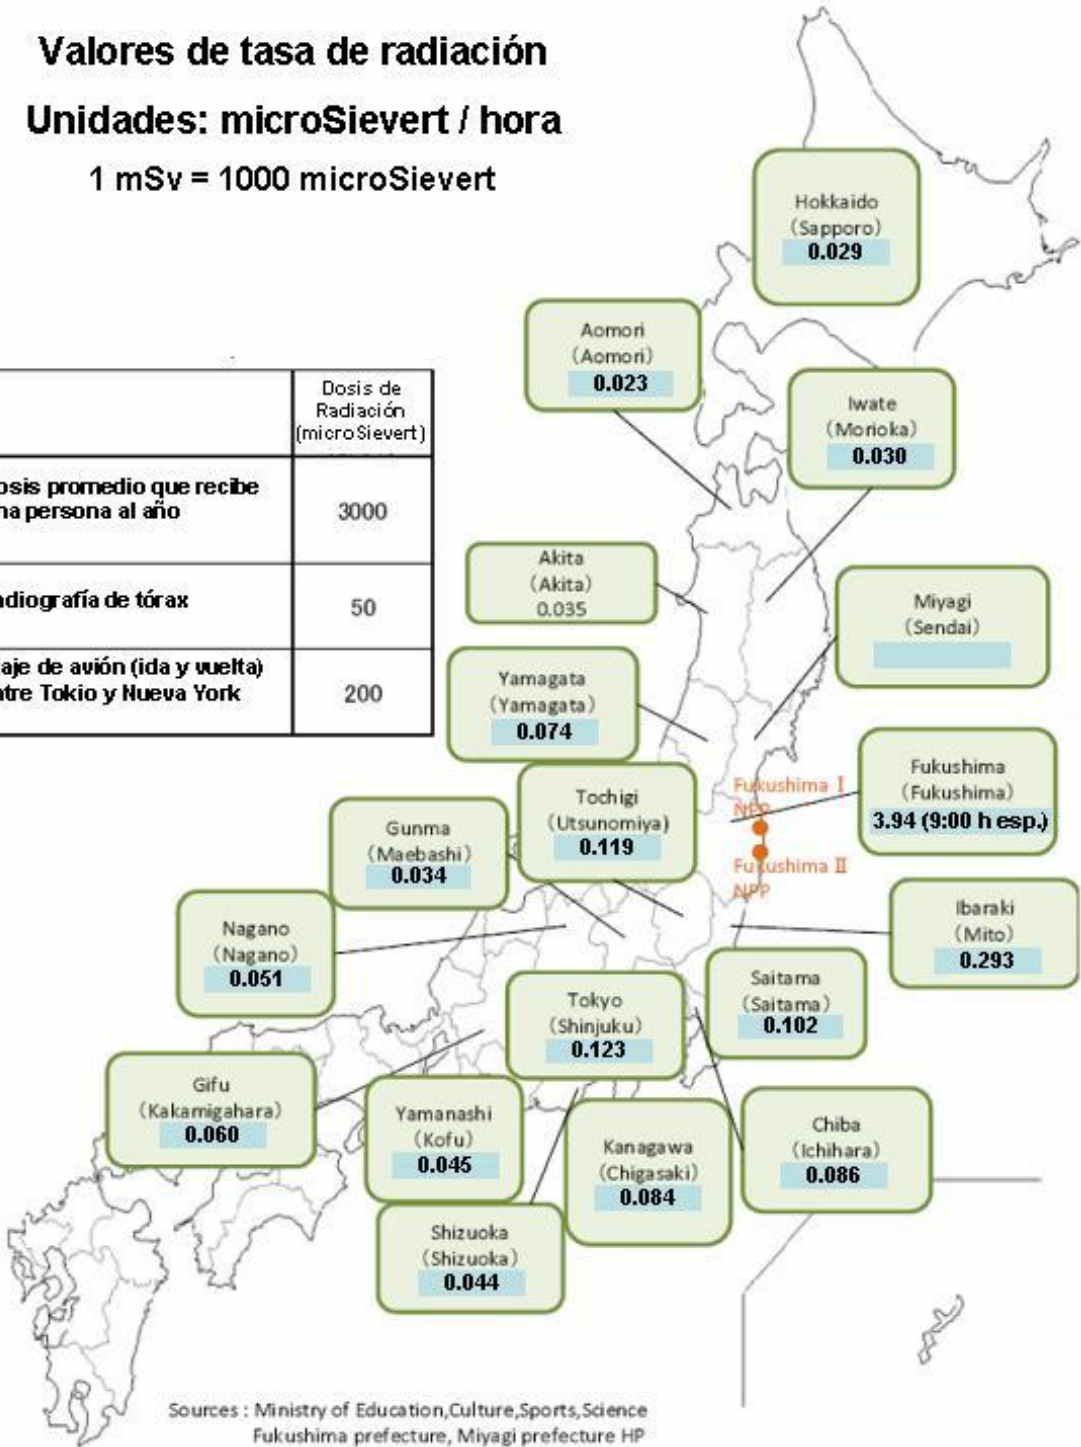 Valores de tasa de radiación
Unidades: microSievert / hora
1 mSv = 1000 microSievert
Hokkaido
(Sapporo)
0.029
Aomori
(Aomori)
0.023
Iwate
(Morioka)
0.030
Dosis de
Radiación
(microSievert)
osis promedio que recibe
na persona al año
3000
adiografía de tórax
50
aje de avión (ida y vuelta)
ntre Tokio y Nueva York
200
Akita
(Akita)
0.035
Miyagi
(Sendai)
Yamagata
(Yamagata)
0.074
Fukushima
(Fukushima)
3.94 (9:00 h esp.)
Fukushima I
NPP
Fukushima II
NPP
Tochigi
(Utsunomiya)
0.119
Gunma
(Maebashi)
0.034
Ibaraki
(Mito)
0.293
Nagano
(Nagano)
0.051
Saitama
(Saitama)
0.102
Tokyo
(Shinjuku)
0.123
Gifu
(Kakamigahara)
0.060
Yamanashi
(Kofu)
0.045
Kanagawa
(Chigasaki)
0.084
Chiba
(Ichihara)
0.086
Shizuoka
(Shizuoka)
0.044
Sources : Ministry of Education,Culture,Sports,Science
Fukushima prefecture, Miyagi prefecture HP